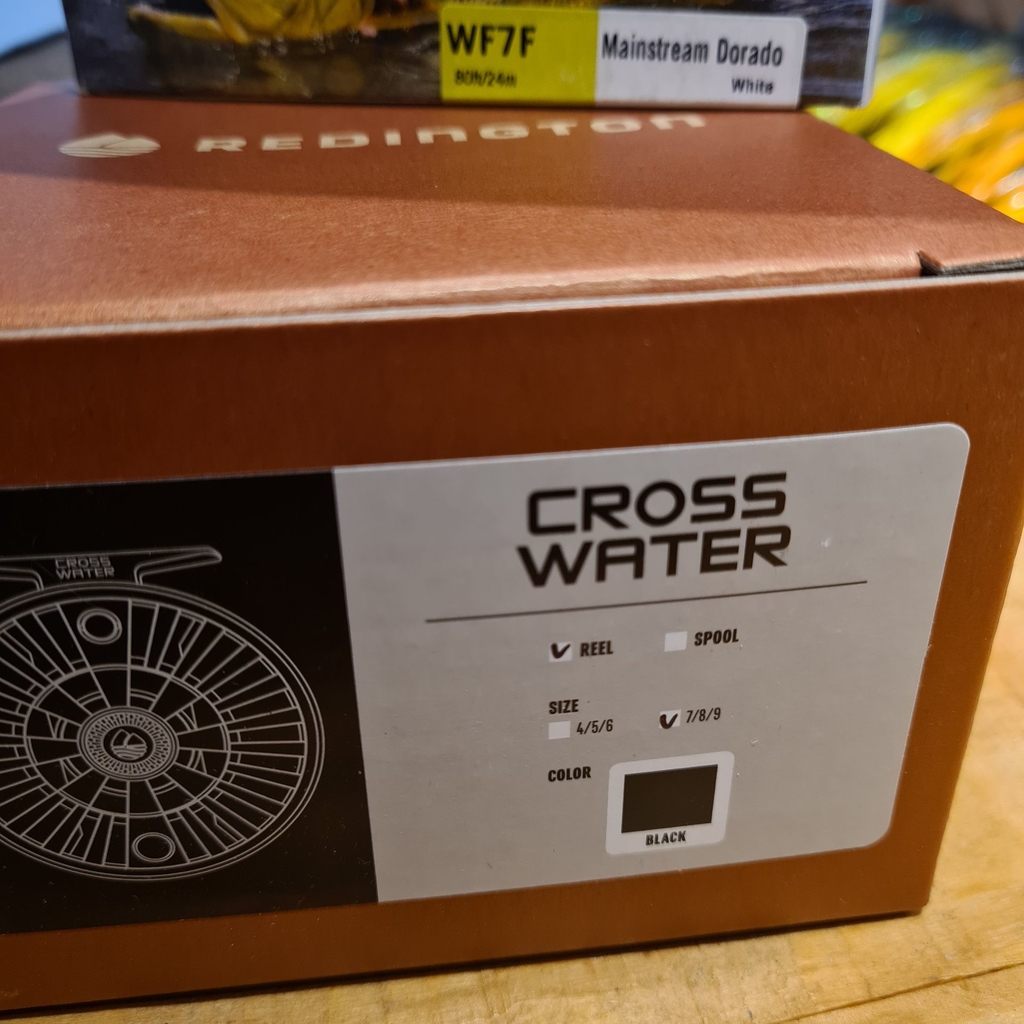 WF7F
80ft/24m
Mainstream Dorado
White
REDINGTON
CROSS
WATER
CROSS
WATER
REEL
SPOOL
SIZE
4/5/6
7/8/9
COLOR
BLACK